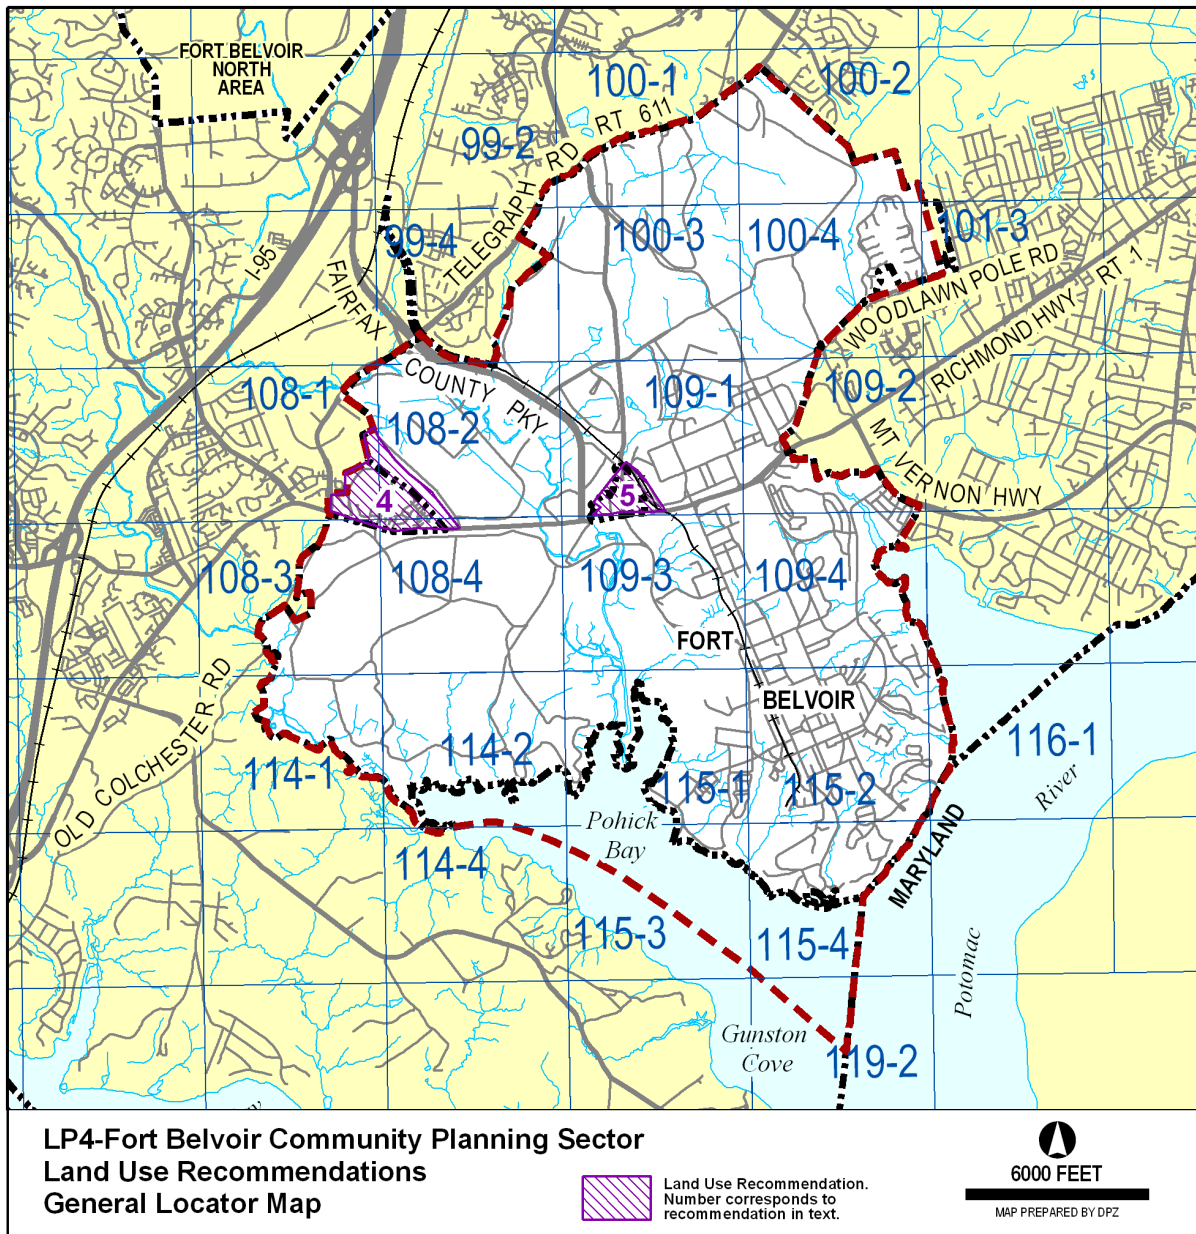 FORT BELVOIR
NORTH
AREA
100-1
100-2
RT 611
99-2
TELEGRAPH RD
99-4
100-3
100-4
101-3
I-95
FAIRFAX
COUNTY PKY
WOODLAWN POLE RD
RICHMOND HWY RT 1
108-1
108-2
109-1
109-2
MT VERNON HWY
4
5
108-3
108-4
109-3
109-4
FORT
BELVOIR
OLD COLCHESTER RD
114-1
114-2
115-1
115-2
116-1
River
MARYLAND
Pohick
Bay
114-4
115-3
115-4
Potomac
Gunston
Cove
119-2
LP4-Fort Belvoir Community Planning Sector
Land Use Recommendations
General Locator Map
Land Use Recommendation.
Number corresponds to
recommendation in text.
6000 FEET
MAP PREPARED BY DPZ